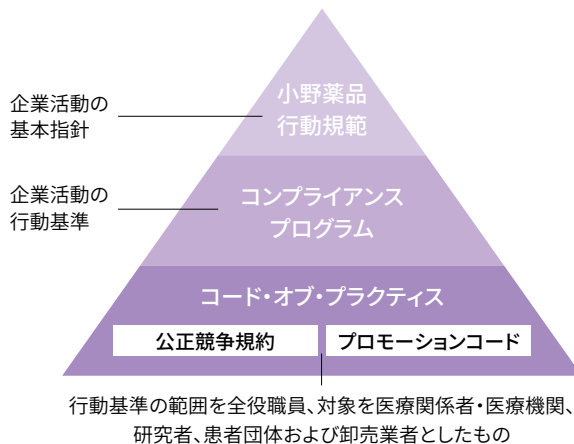 企業活動の
基本指針
小野薬品
行動規範
企業活動の
行動基準
コンプライアンス
プログラム
コード・オブ・プラクティス
公正競争規約
プロモーションコード
行動基準の範囲を全役職員、対象を医療関係者・医療機関、
研究者、患者団体および卸売業者としたもの